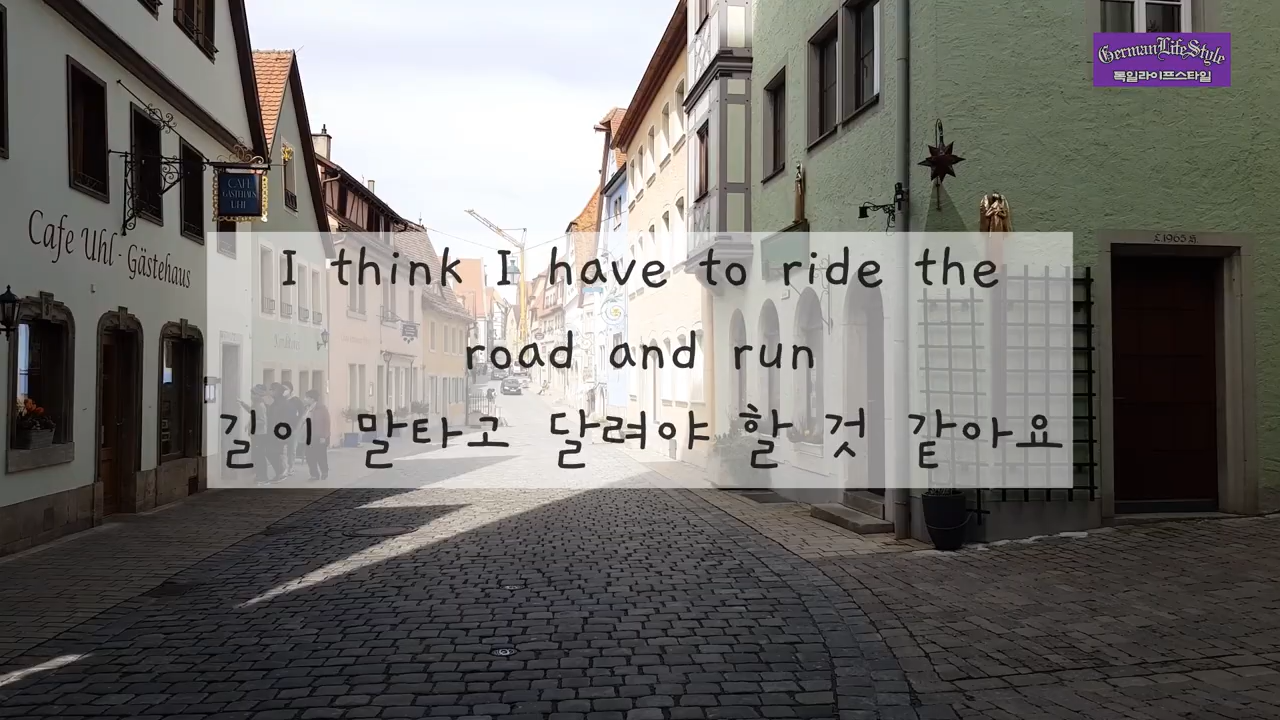 GermanLifeStyle
독일라이프스타일
CAFE
GÄSTEHAUS
UHL
Cafe Uhl - Gästehaus
£ 1965 H.
I think I have to ride the
road and run
길이 말타고 달려야 할 것 같아요